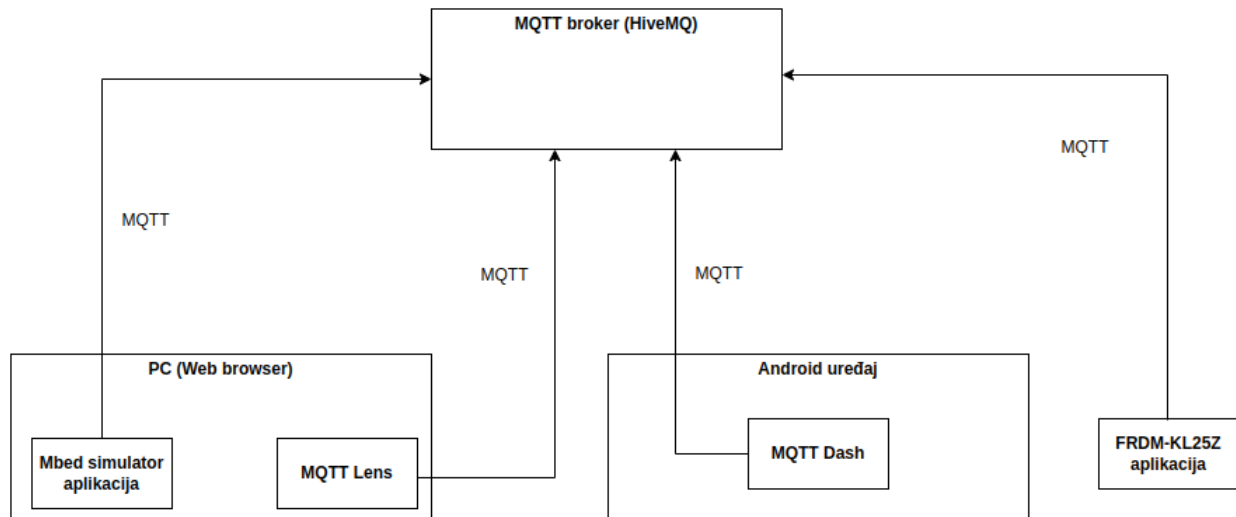 MQTT broker (HiveMQ)
MQTT
MQTT
MQTT
MQTT
PC (Web browser)
Android uređaj
Mbed simulator
aplikacija
MQTT Lens
MQTT Dash
FRDM-KL25Z
aplikacija